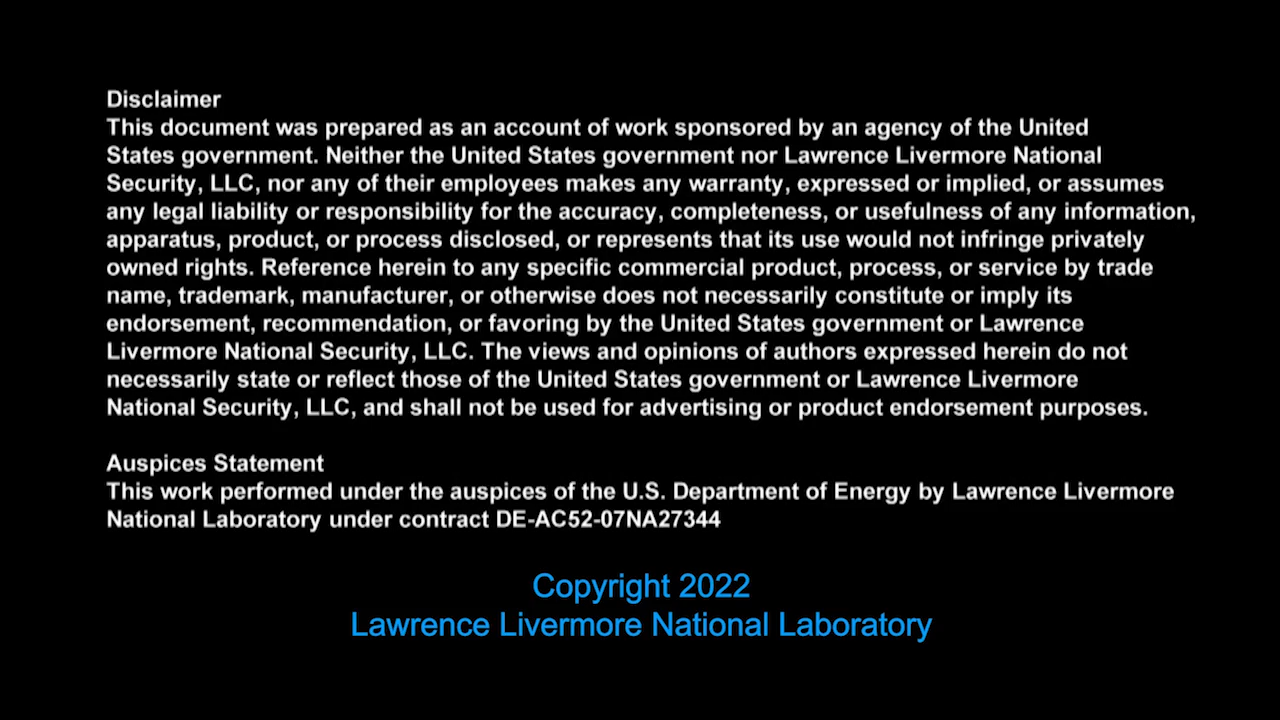 Disclaimer
This document was prepared as an account of work sponsored by an agency of the United
States government. Neither the United States government nor Lawrence Livermore National
Security, LLC, nor any of their employees makes any warranty, expressed or implied, or assumes
any legal liability or responsibility for the accuracy, completeness, or usefulness of any information,
apparatus, product, or process disclosed, or represents that its use would not infringe privately
owned rights. Reference herein to any specific commercial product, process, or service by trade
name, trademark, manufacturer, or otherwise does not necessarily constitute or imply its
endorsement, recommendation, or favoring by the United States government or Lawrence
Livermore National Security, LLC. The views and opinions of authors expressed herein do not
necessarily state or reflect those of the United States government or Lawrence Livermore
National Security, LLC, and shall not be used for advertising or product endorsement purposes.
Auspices Statement
This work performed under the auspices of the U.S. Department of Energy by Lawrence Livermore
National Laboratory under contract DE-AC52-07NA27344
Copyright 2022
Lawrence Livermore National Laboratory